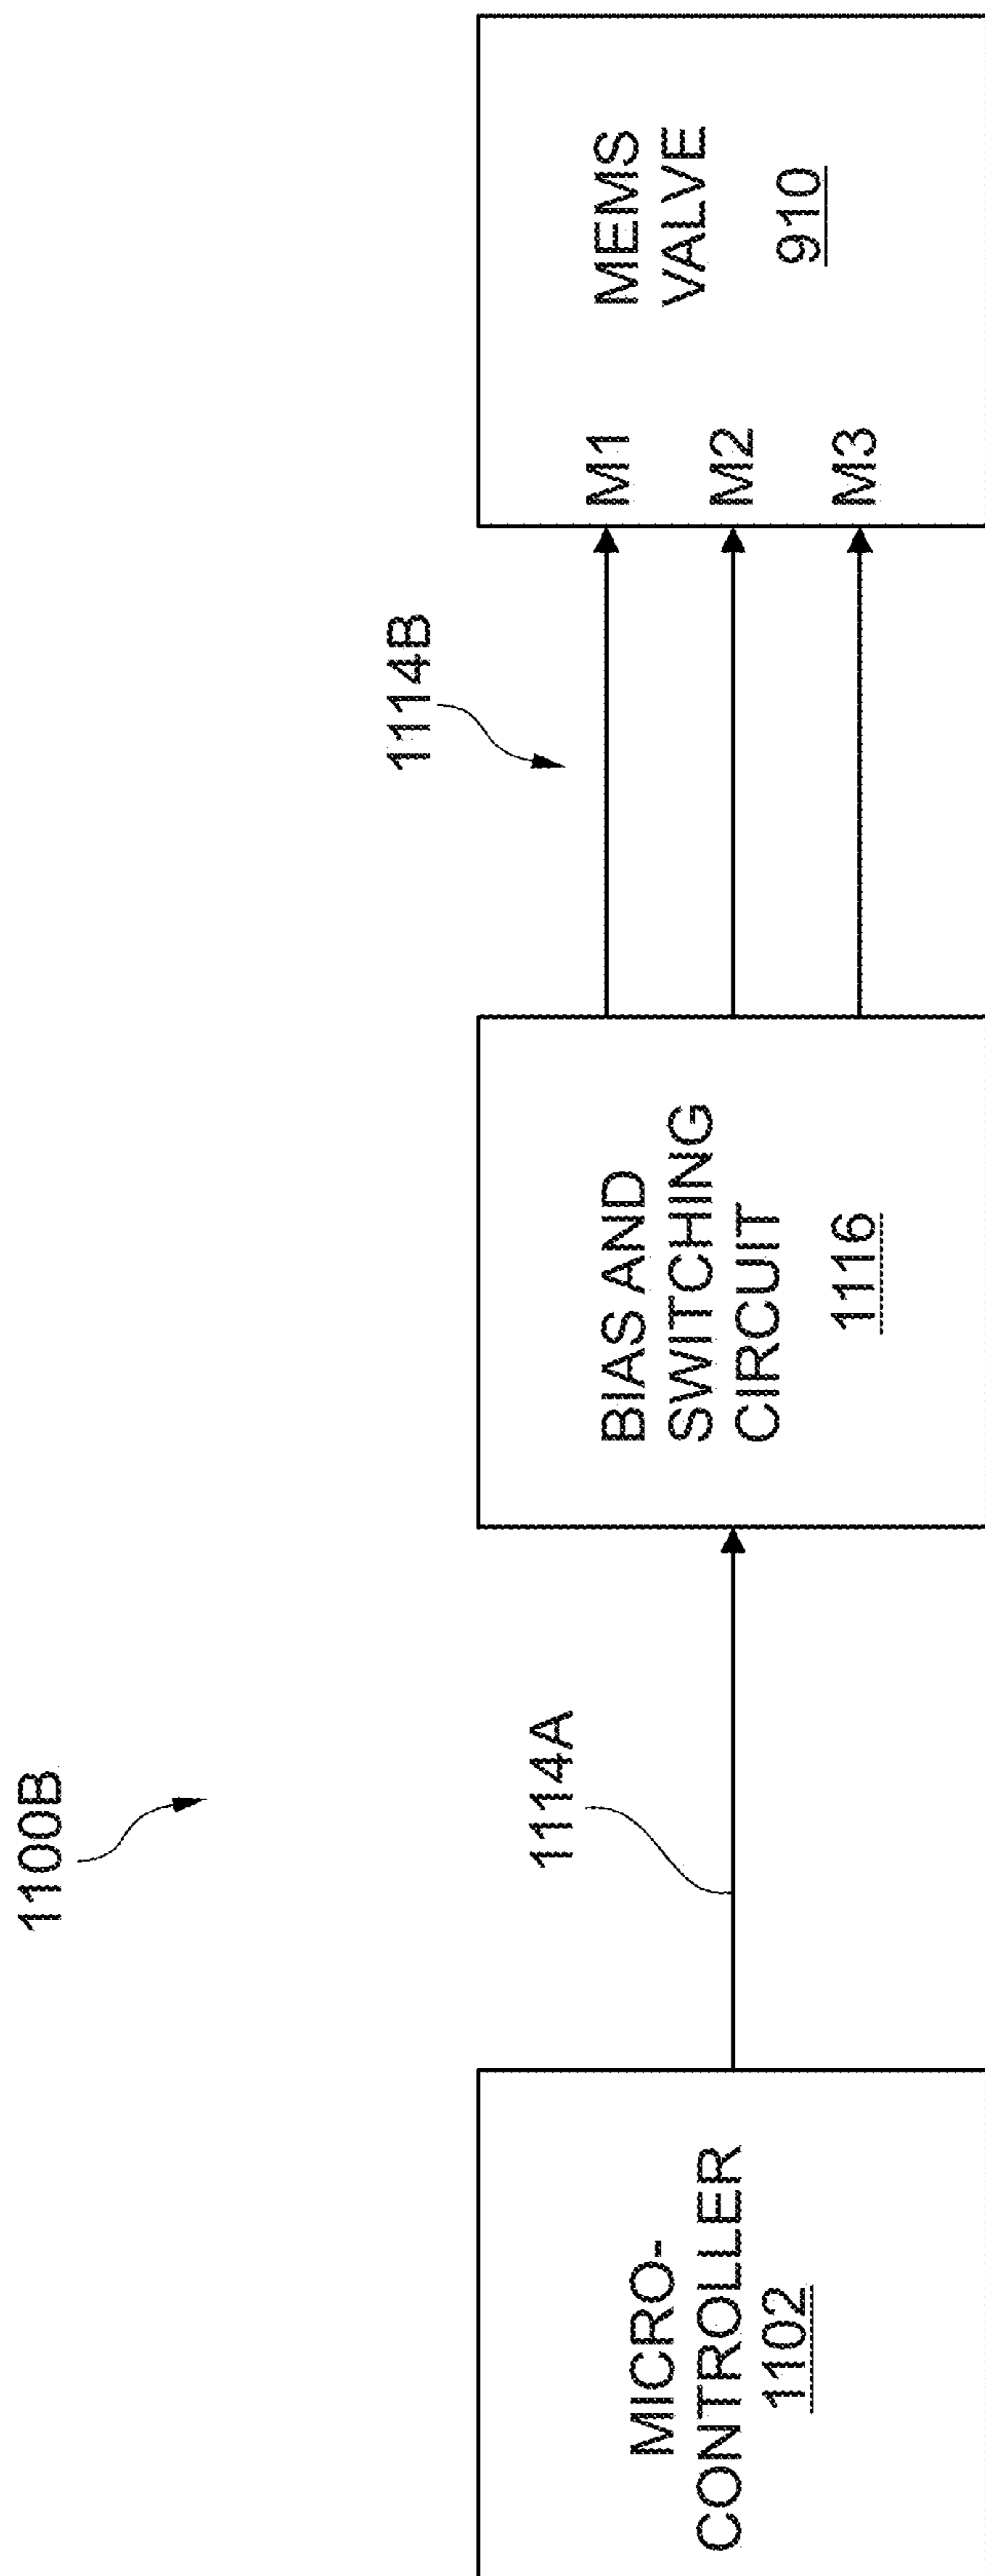 1100B
1114A
1114B
MICRO-
CONTROLLER
1102
BIAS AND
SWITCHING
CIRCUIT
1116
M1
M2
M3
MEMS
VALVE
910